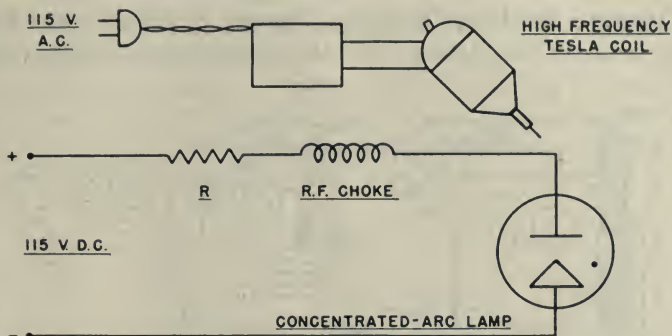 115 V.
A.C.
HIGH FREQUENCY
TESLA COIL
+
R
R.F. CHOKE
115 V. D.C.
CONCENTRATED-ARC LAMP
-